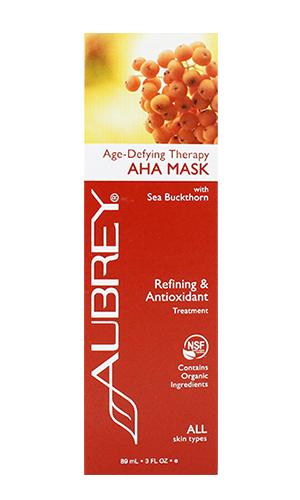 Age-Defying Therapy
AHA MASK
with
Sea Buckthorn
AUBREY®
Refining &
Antioxidant
Treatment
NSF
Contains
Organic
Ingredients
ALL
skin types
89 mL • 3 FL OZ • e